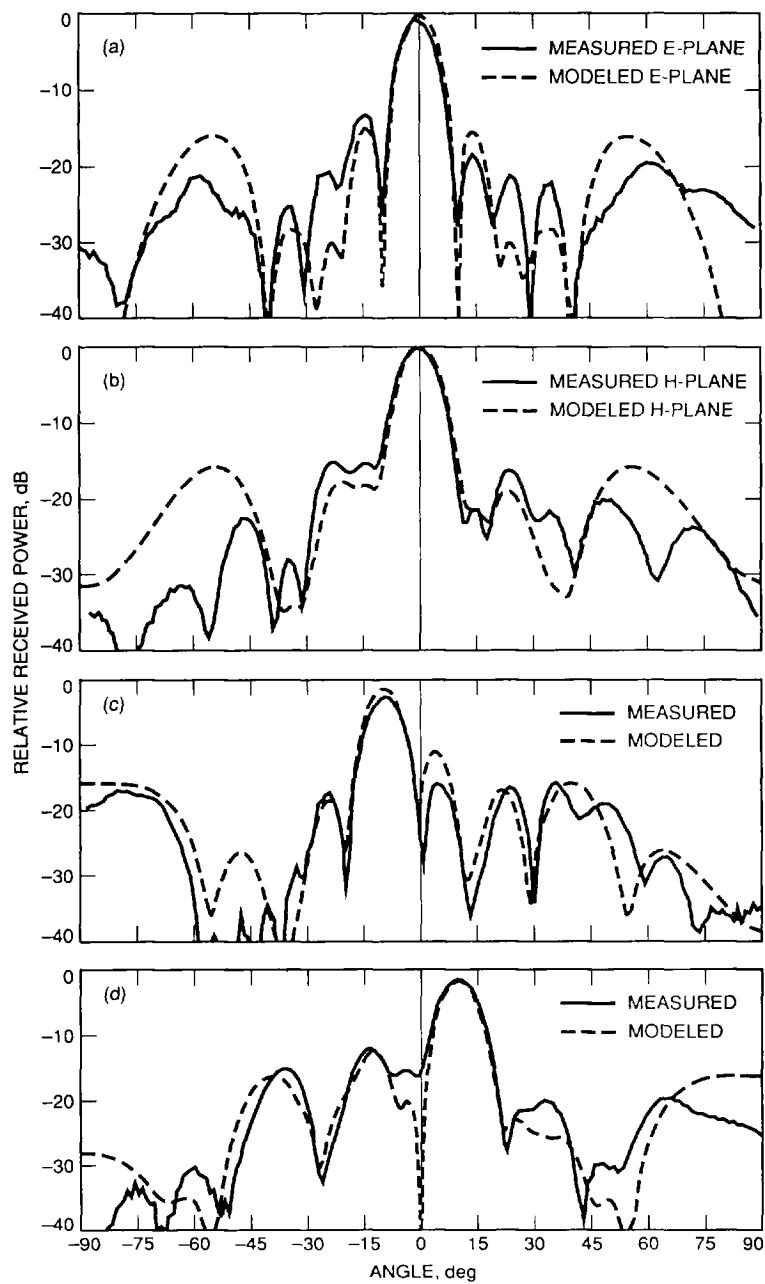 (a)
MEASURED E-PLANE
MODELED E-PLANE
0
−10
−20
−30
−40
(b)
MEASURED H-PLANE
MODELED H-PLANE
0
−10
−20
−30
−40
RELATIVE RECEIVED POWER, dB
(c)
MEASURED
MODELED
0
−10
−20
−30
−40
(d)
MEASURED
MODELED
0
−10
−20
−30
−40
−90 −75 −60 −45 −30 −15 0 15 30 45 60 75 90
ANGLE, deg